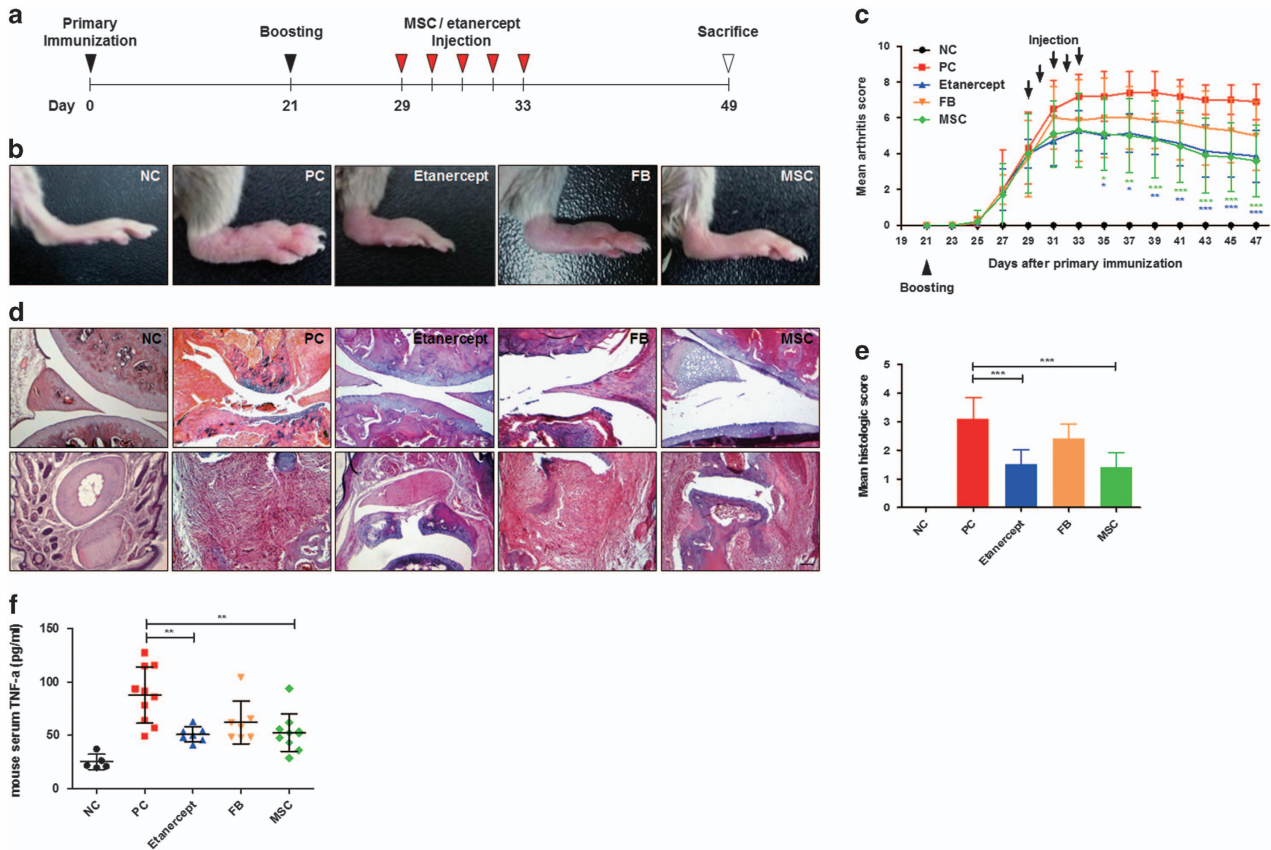 a
Primary
Immunization
Boosting
MSC / etanercept
Injection
Sacrifice
Day 0 21 29 33 49
b
NC PC Etanercept FB MSC
c
Injection
NC
PC
Etanercept
FB
MSC
Mean arthritis score
10
8
6
4
2
0
* ** *** *** *** *** ***
* * ** ** *** *** ***
19 21 23 25 27 29 31 33 35 37 39 41 43 45 47
Days after primary immunization
Boosting
d
NC PC Etanercept FB MSC
e
Mean histologic score
5
4
3
2
1
0
***
***
NC PC Etanercept FB MSC
f
mouse serum TNF-a (pg/ml)
150
100
50
0
**
**
NC PC Etanercept FB MSC